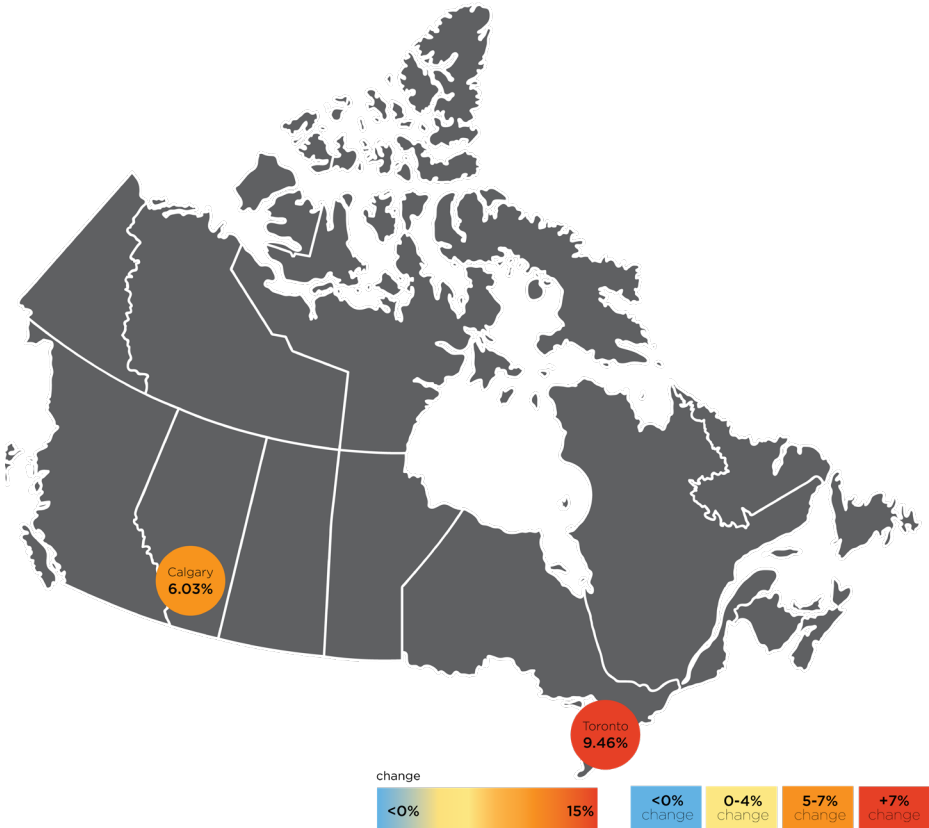 Calgary
6.03%
Toronto
9.46%
change
<0%
15%
<0%
change
0-4%
change
5-7%
change
+7%
change